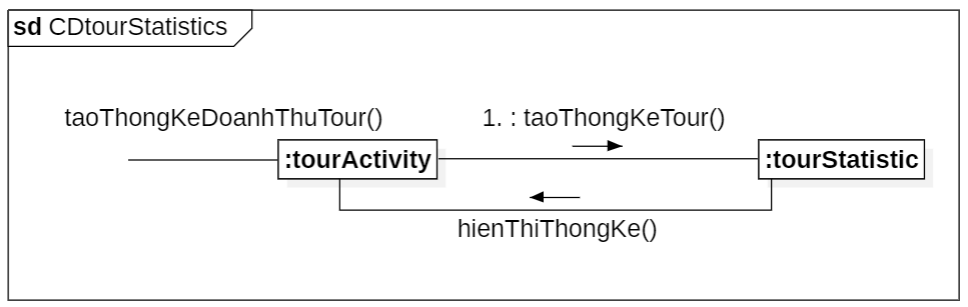 sd CDtourStatistics
taoThongKeDoanhThuTour()
1. : taoThongKeTour()
:tourActivity
:tourStatistic
hienThiThongKe()